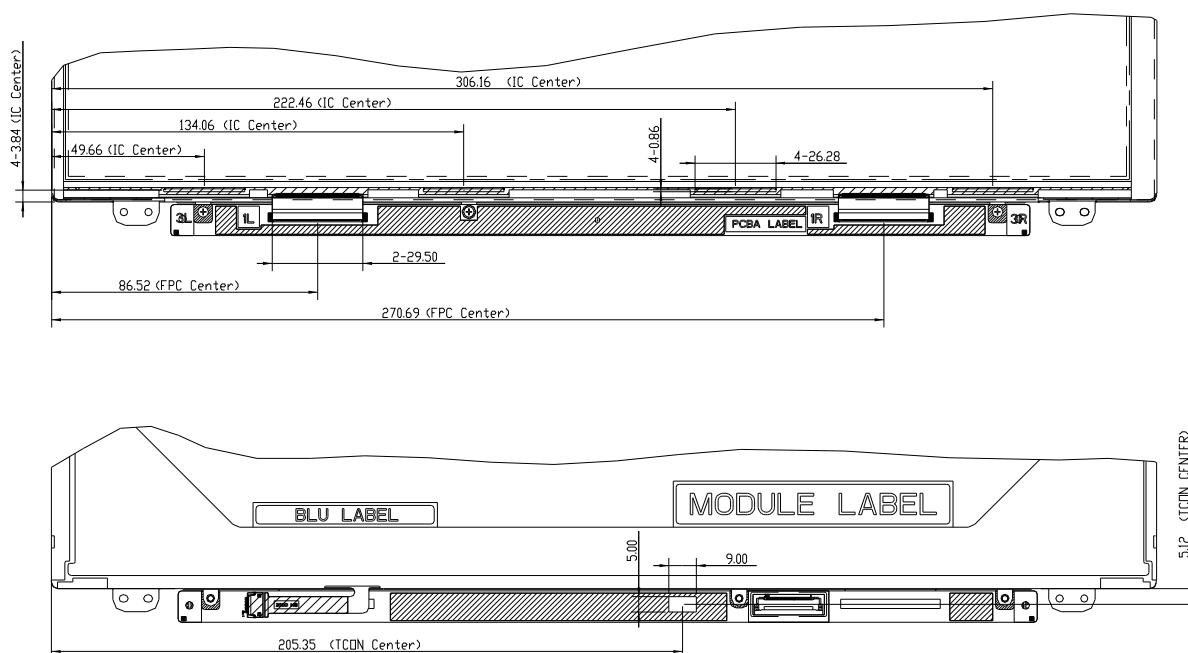 306.16 (IC Center)
222.46 (IC Center)
134.06 (IC Center)
49.66 (IC Center)
4-3.84 (IC Center)
4-0.86
4-26.28
3L
1L
PCBA LABEL
1R
3R
2-29.50
86.52 (FPC Center)
270.69 (FPC Center)
BLU LABEL
MODULE LABEL
5.00
9.00
5.12 (TCON CENTER)
205.35 (TCON Center)